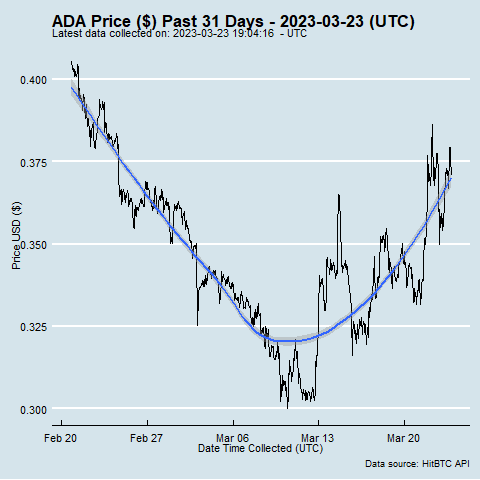 ADA Price ($) Past 31 Days - 2023-03-23 (UTC)
Latest data collected on: 2023-03-23 19:04:16 - UTC
0.400
0.375
0.350
0.325
0.300
Price USD ($)
Feb 20 Feb 27 Mar 06 Mar 13 Mar 20
Date Time Collected (UTC)
Data source: HitBTC API